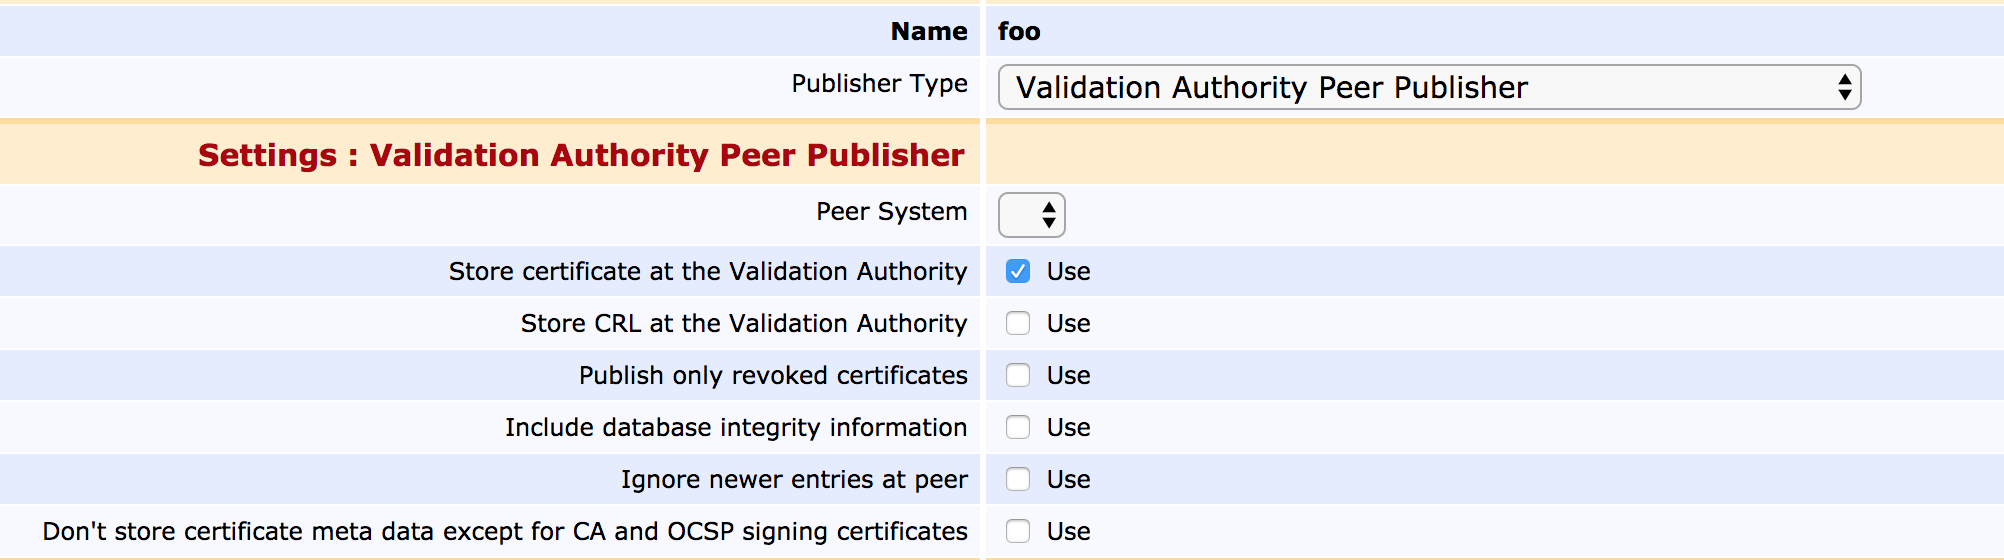 Name foo
Publisher Type Validation Authority Peer Publisher
Settings : Validation Authority Peer Publisher
Peer System
Store certificate at the Validation Authority Use
Store CRL at the Validation Authority Use
Publish only revoked certificates Use
Include database integrity information Use
Ignore newer entries at peer Use
Don't store certificate meta data except for CA and OCSP signing certificates Use